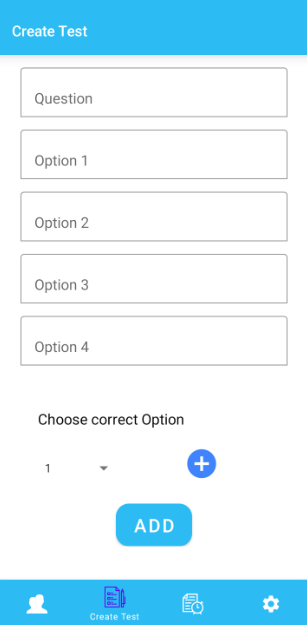 Create Test
Question
Option 1
Option 2
Option 3
Option 4
Choose correct Option
1
ADD
Create Test